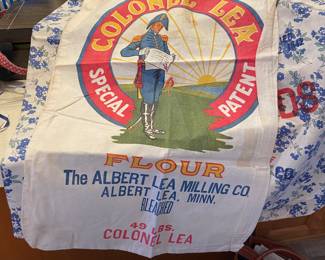 COLONEL LEA
SPECIAL PATENT
FLOUR
The ALBERT LEA MILLING CO
ALBERT LEA, MINN.
BLEACHED
49 LBS.
COLONEL LEA